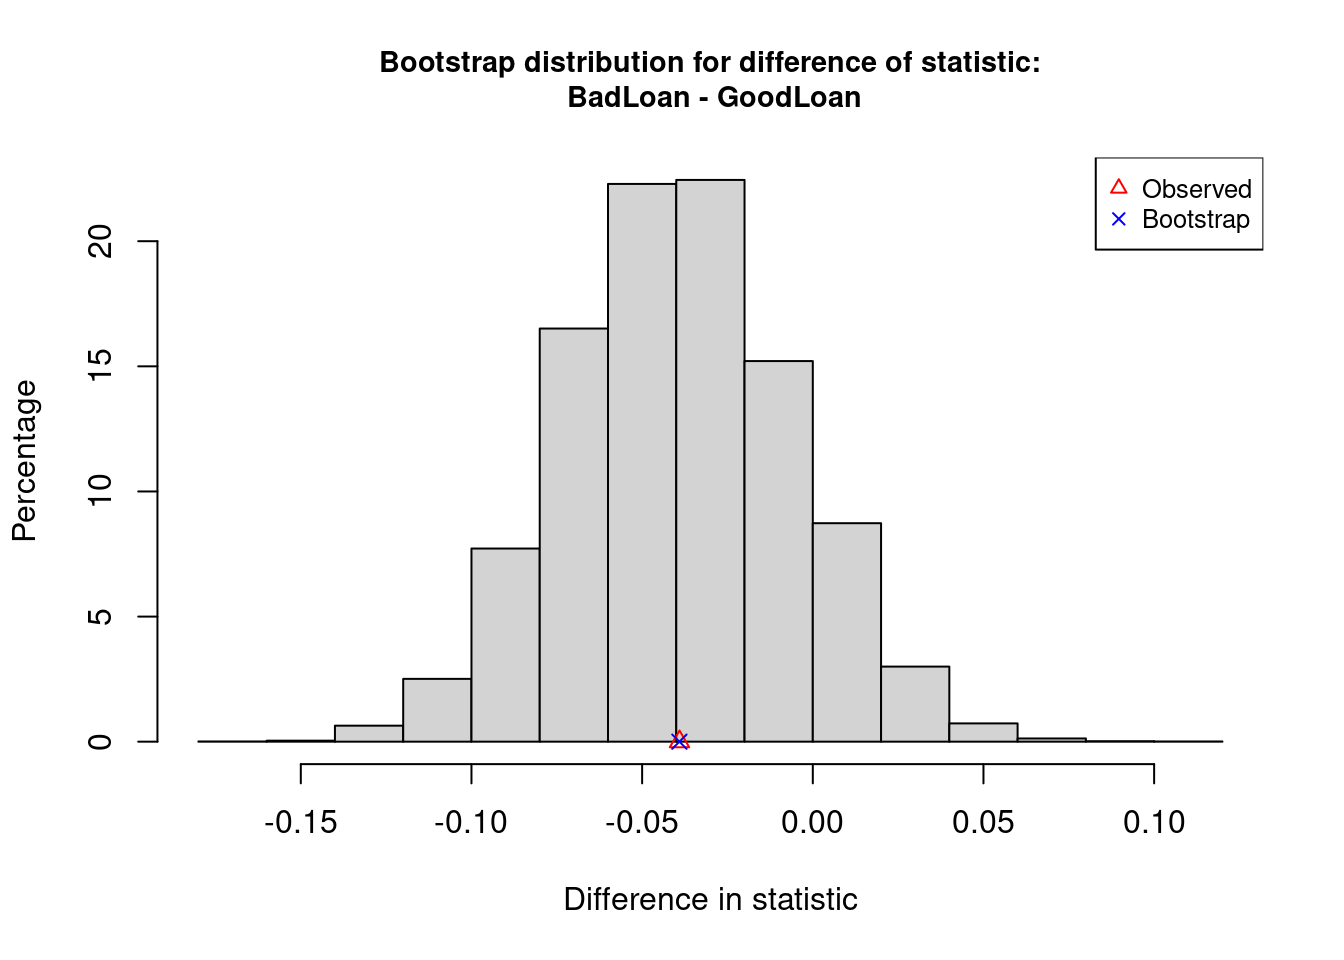 Bootstrap distribution for difference of statistic:
BadLoan - GoodLoan
Observed
Bootstrap
Percentage
20
15
10
5
0
-0.15 -0.10 -0.05 0.00 0.05 0.10
Difference in statistic